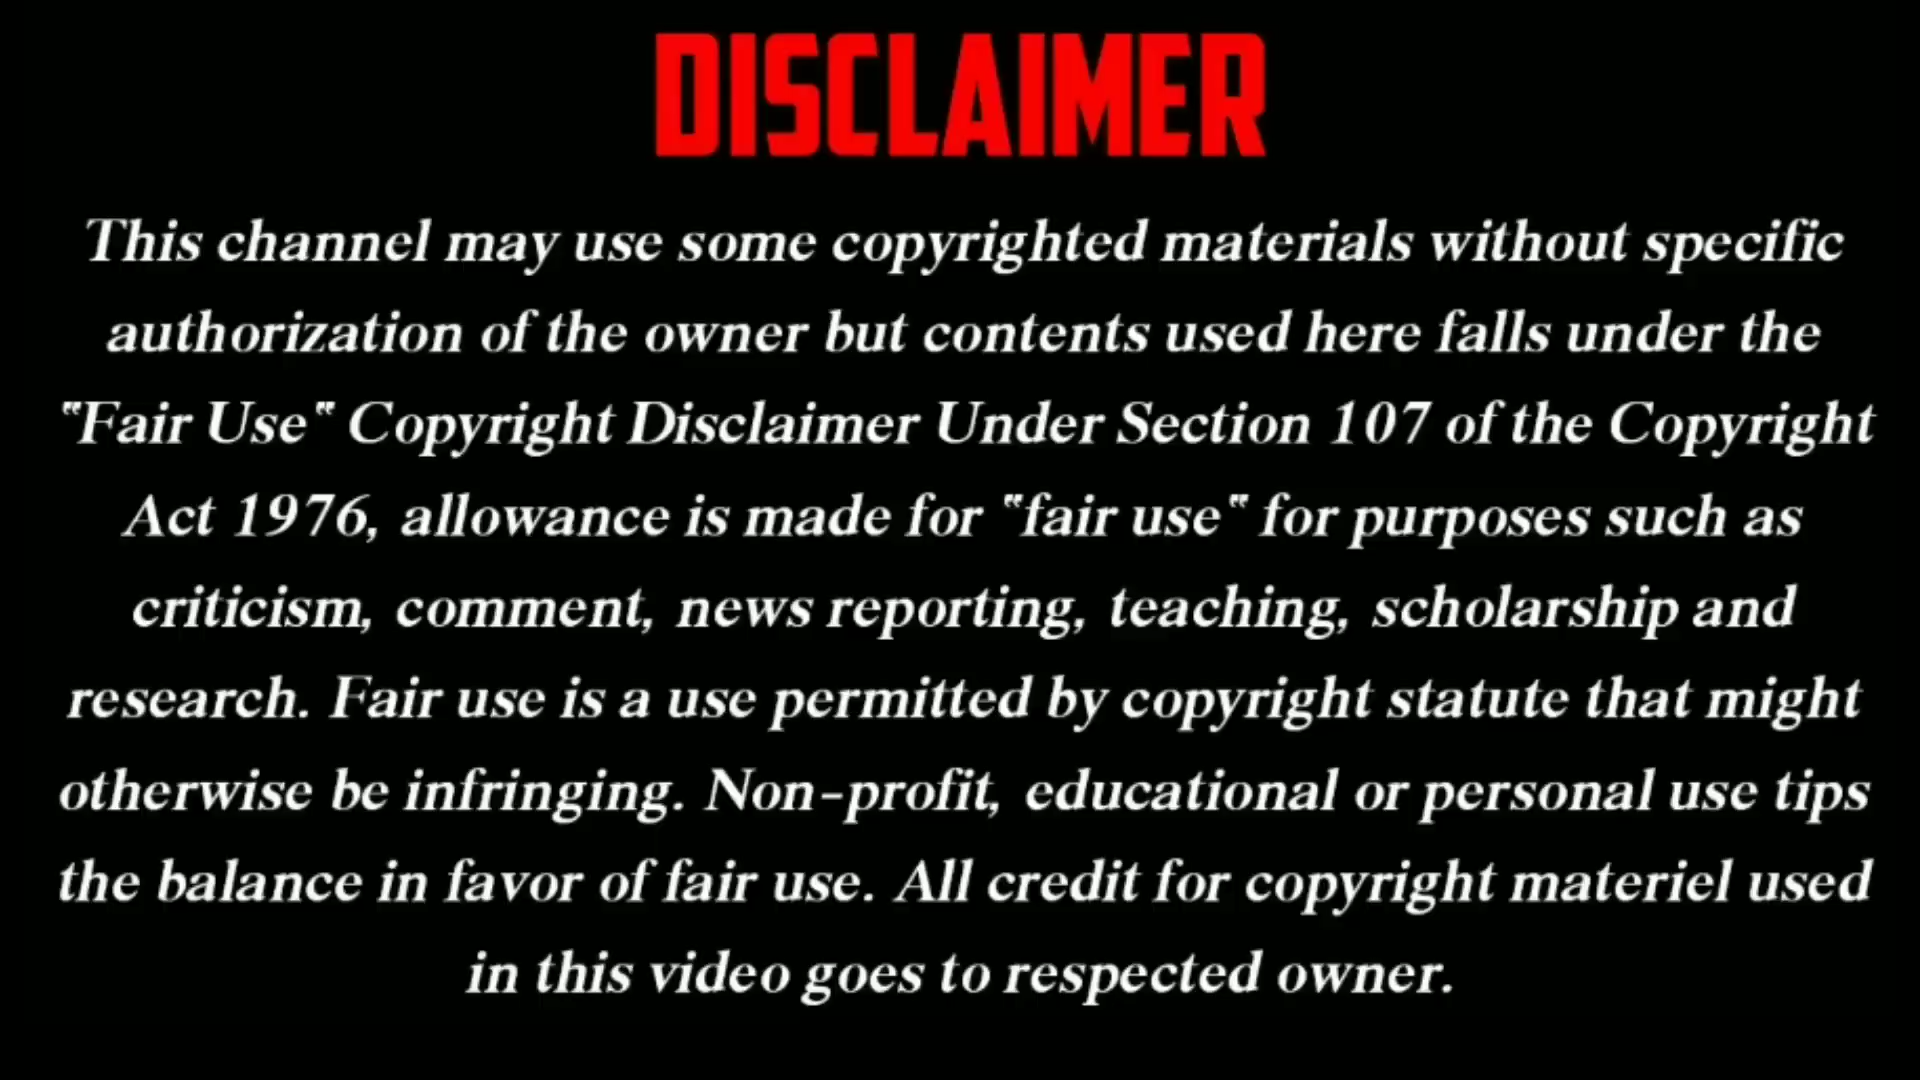 DISCLAIMER
This channel may use some copyrighted materials without specific
authorization of the owner but contents used here falls under the
"Fair Use" Copyright Disclaimer Under Section 107 of the Copyright
Act 1976, allowance is made for "fair use" for purposes such as
criticism, comment, news reporting, teaching, scholarship and
research. Fair use is a use permitted by copyright statute that might
otherwise be infringing. Non-profit, educational or personal use tips
the balance in favor of fair use. All credit for copyright materiel used
in this video goes to respected owner.